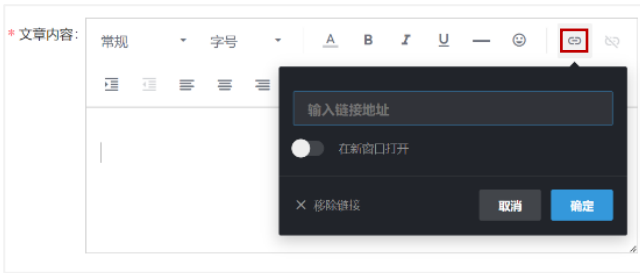 * 文章内容:
常规 字号 A B I U
输入链接地址
在新窗口打开
× 移除链接 取消 确定